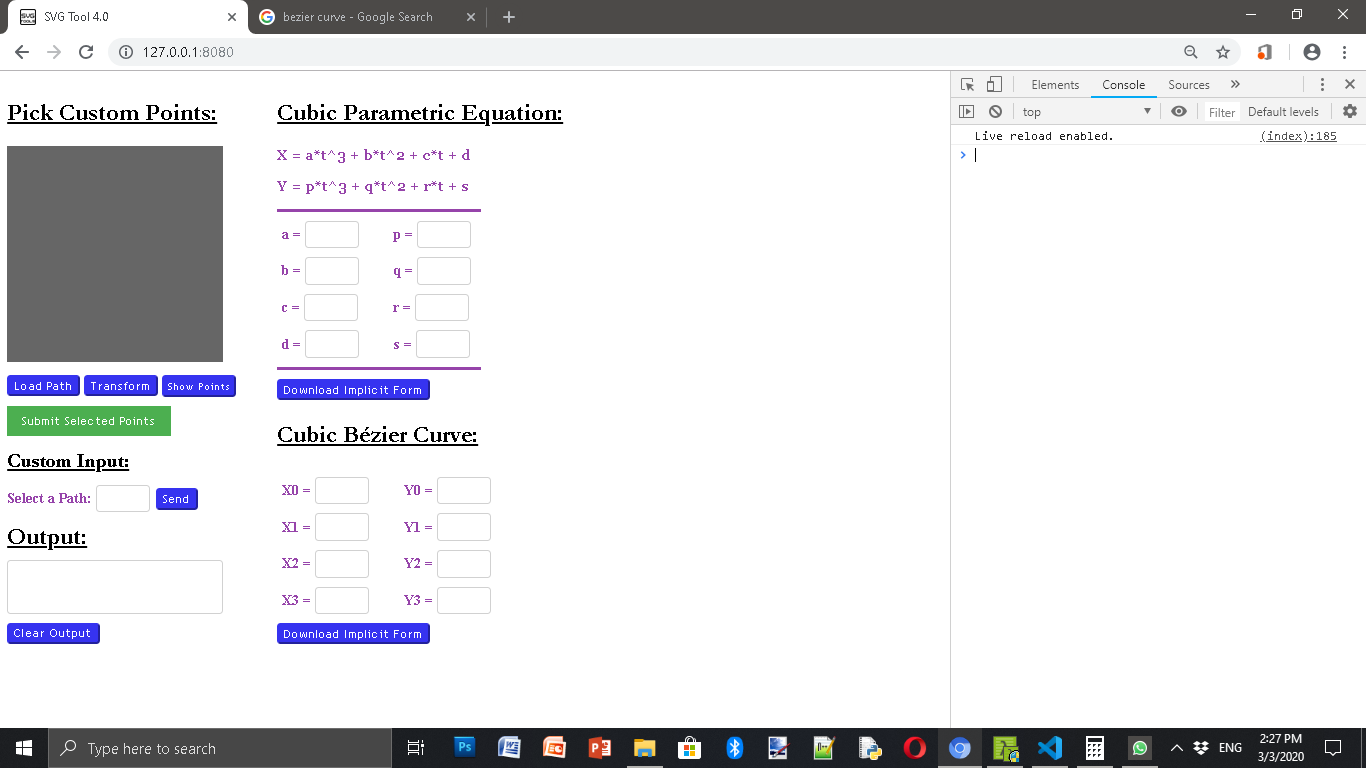 SVG Tool 4.0
bezier curve - Google Search
127.0.0.1:8080
Pick Custom Points:
Load Path
Transform
Show Points
Submit Selected Points
Custom Input:
Select a Path:
Send
Output:
Clear Output
Cubic Parametric Equation:
X = a*t^3 + b*t^2 + c*t + d
Y = p*t^3 + q*t^2 + r*t + s
a = p =
b = q =
c = r =
d = s =
Download Implicit Form
Cubic Bézier Curve:
X0 = Y0 =
X1 = Y1 =
X2 = Y2 =
X3 = Y3 =
Download Implicit Form
Elements Console Sources
top Filter Default levels
Live reload enabled. (index):185
Type here to search
Ps
ENG
2:27 PM
3/3/2020